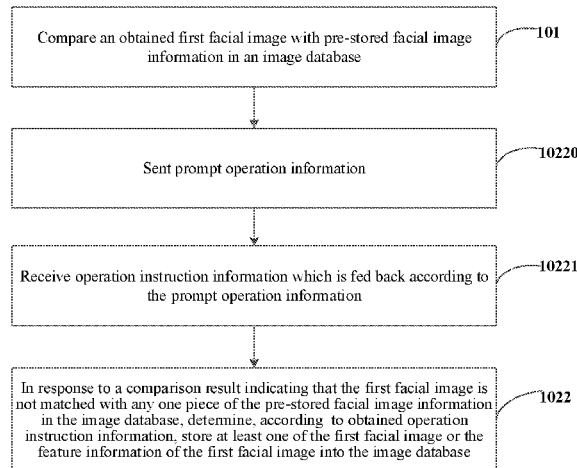 Compare an obtained first facial image with pre-stored facial image
information in an image database
101
Sent prompt operation information
10220
Receive operation instruction information which is fed back according to
the prompt operation information
10221
In response to a comparison result indicating that the first facial image is
not matched with any one piece of the pre-stored facial image information
in the image database, determine, according to obtained operation
instruction information, store at least one of the first facial image or the
feature information of the first facial image into the image database
1022